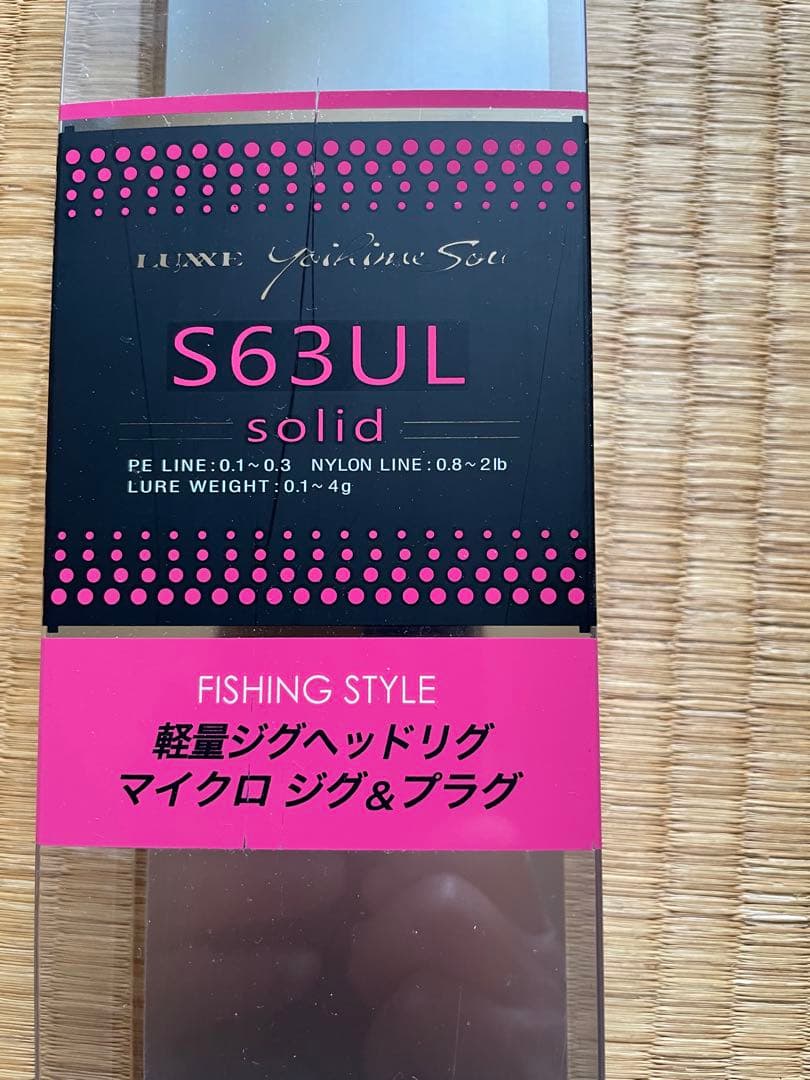 LUXXE yoihime Sou
S63UL
solid
PE LINE:0.1~0.3 NYLON LINE:0.8~2lb
LURE WEIGHT:0.1~4g
FISHING STYLE
軽量ジグヘッドリグ
マイクロ ジグ&プラグ